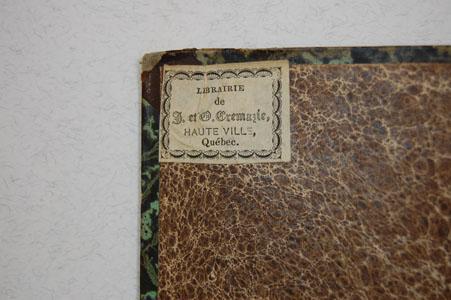 LIBRAIRIE
de
J. et O. Cremazie,
HAUTE VILLE,
Québec.